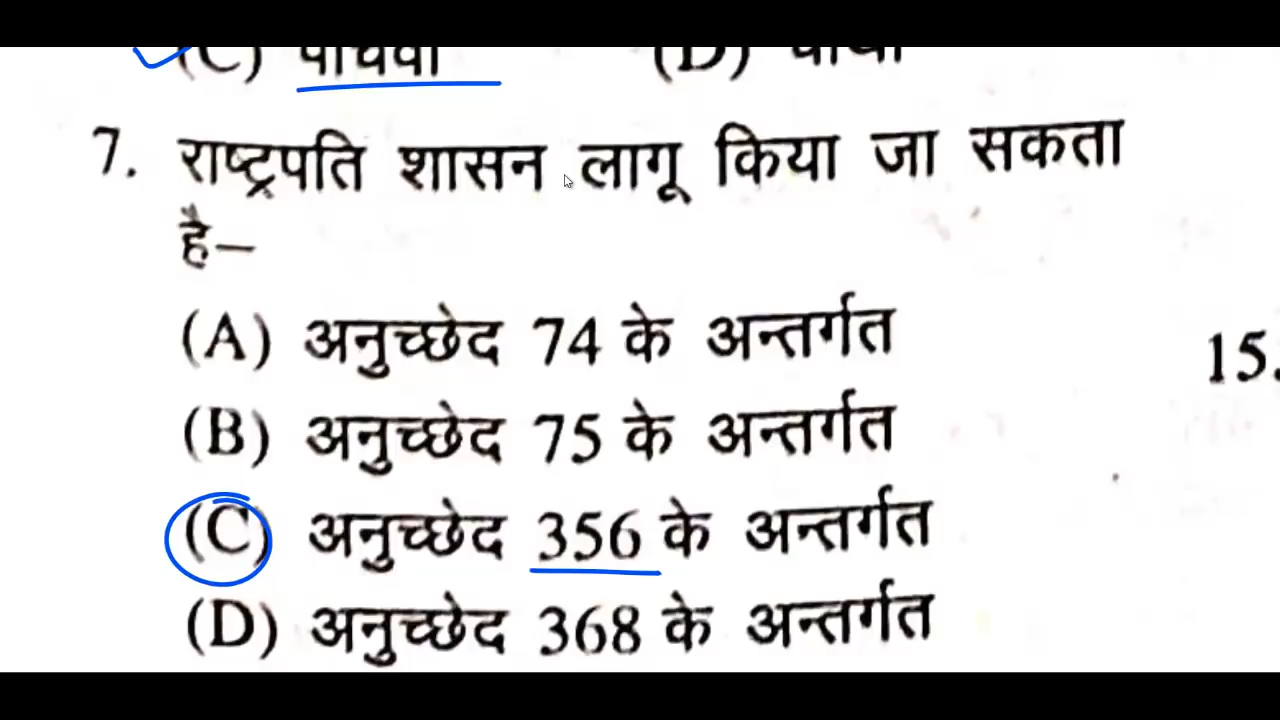 (C) पाँचवाँ (D)
7. राष्ट्रपति शासन लागू किया जा सकता
है–
(A) अनुच्छेद 74 के अन्तर्गत
15.
(B) अनुच्छेद 75 के अन्तर्गत
(C) अनुच्छेद 356 के अन्तर्गत
(D) अनुच्छेद 368 के अन्तर्गत